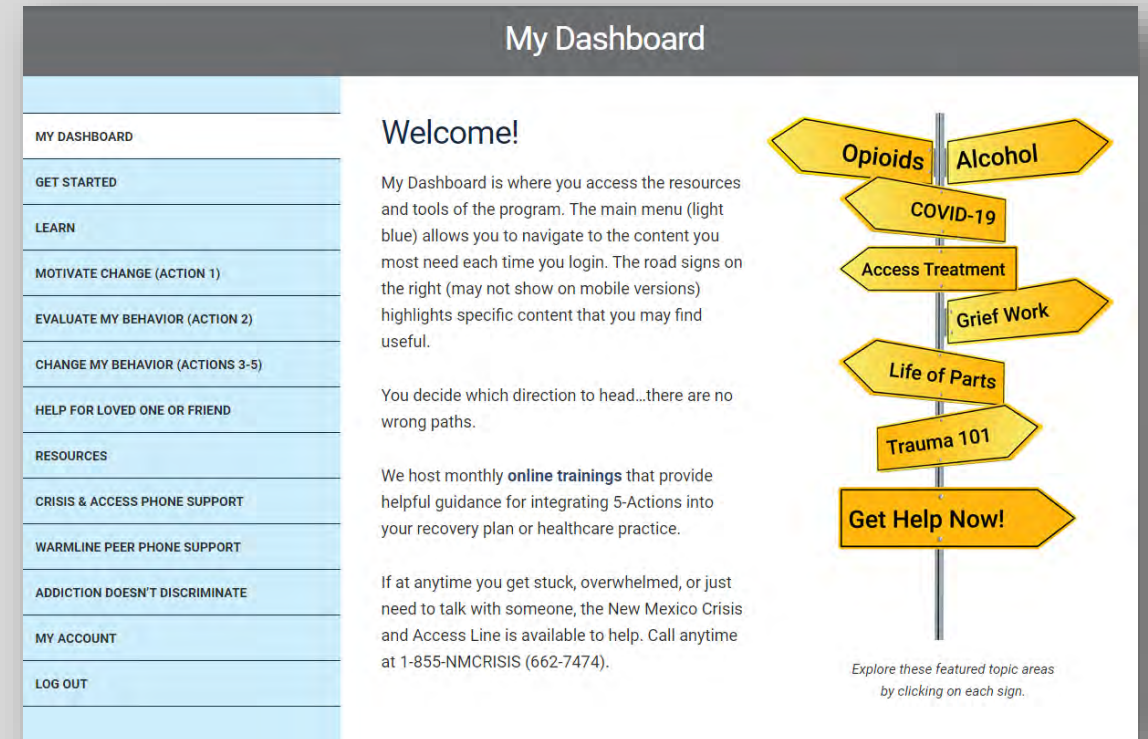 My Dashboard
MY DASHBOARD
GET STARTED
LEARN
MOTIVATE CHANGE (ACTION 1)
EVALUATE MY BEHAVIOR (ACTION 2)
CHANGE MY BEHAVIOR (ACTIONS 3-5)
HELP FOR LOVED ONE OR FRIEND
RESOURCES
CRISIS & ACCESS PHONE SUPPORT
WARMLINE PEER PHONE SUPPORT
ADDICTION DOESN'T DISCRIMINATE
MY ACCOUNT
LOG OUT
Welcome!
My Dashboard is where you access the resources
and tools of the program. The main menu (light
blue) allows you to navigate to the content you
most need each time you login. The road signs on
the right (may not show on mobile versions)
highlights specific content that you may find
useful.
You decide which direction to head…there are no
wrong paths.
We host monthly online trainings that provide
helpful guidance for integrating 5-Actions into
your recovery plan or healthcare practice.
If at anytime you get stuck, overwhelmed, or just
need to talk with someone, the New Mexico Crisis
and Access Line is available to help. Call anytime
at 1-855-NMCRISIS (662-7474).
Opioids
Alcohol
COVID-19
Access Treatment
Grief Work
Life of Parts
Trauma 101
Get Help Now!
Explore these featured topic areas
by clicking on each sign.